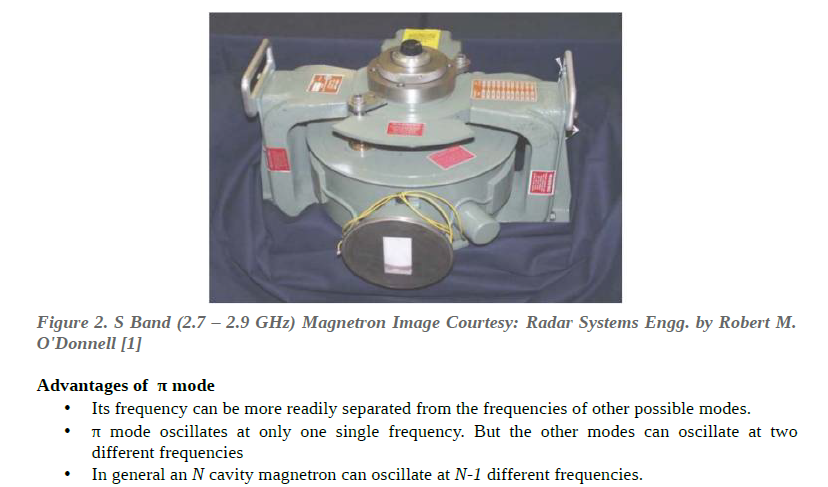 Figure 2. S Band (2.7 – 2.9 GHz) Magnetron Image Courtesy: Radar Systems Engg. by Robert M.
O'Donnell [1]
Advantages of π mode
• Its frequency can be more readily separated from the frequencies of other possible modes.
• π mode oscillates at only one single frequency. But the other modes can oscillate at two
different frequencies
• In general an N cavity magnetron can oscillate at N-1 different frequencies.